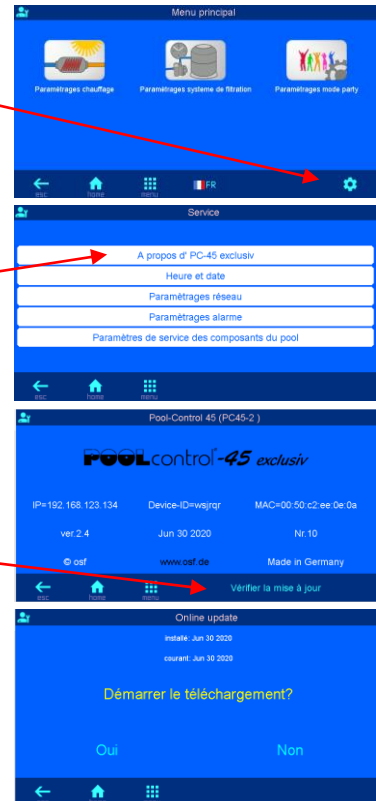 Menu principal
Paramétrages chauffage
Paramétrages systeme de filtration
Paramétrages mode party
esc
home
menu
FR
Service
A propos d' PC-45 exclusiv
Heure et date
Paramétrages réseau
Paramétrages alarme
Paramètres de service des composants du pool
Pool-Control 45 (PC45-2 )
POOLcontrol-45 exclusiv
IP=192.168.123.134
Device-ID=wsjrqr
MAC=00:50:c2:ee:0e:0a
ver.2.4
Jun 30 2020
Nr.10
© osf
www.osf.de
Made in Germany
esc
home
menu
Vérifier la mise à jour
Online update
installé: Jun 30 2020
courant: Jun 30 2020
Démarrer le téléchargement?
Oui
Non